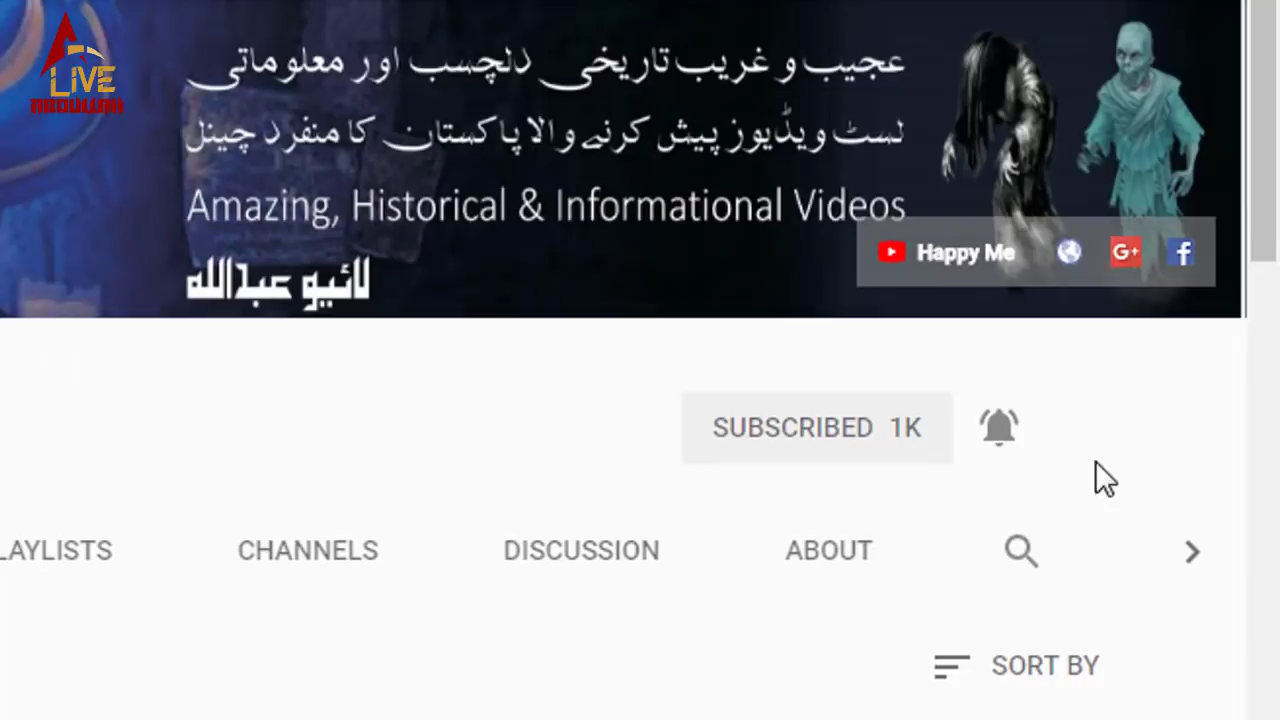 LIVE
ABDULLAH
عجیب و غریب تاریخی دلچسب اور معلوماتی
لسٹ ویڈیوز پیش کرنے والا پاکستان کا منفرد چینل
Amazing, Historical & Informational Videos
لائیو عبداللہ
Happy Me G+ f
SUBSCRIBED 1K
LAYLISTS CHANNELS DISCUSSION ABOUT
SORT BY